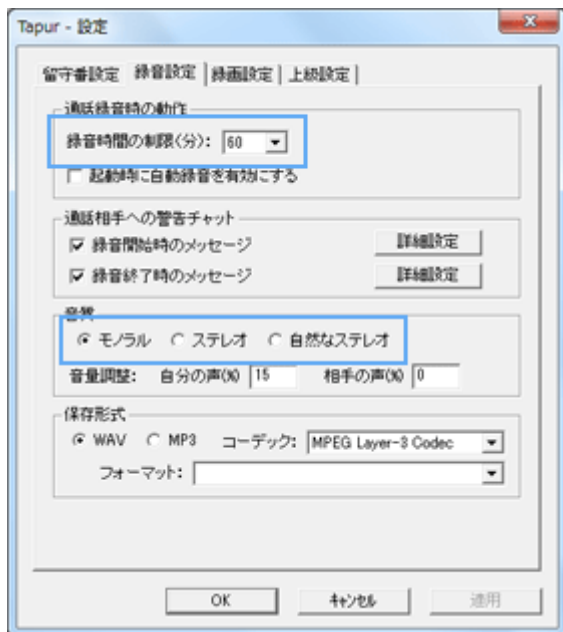 Tapur - 設定
留守番設定 録音設定 録画設定 上級設定
通話録音時の動作
録音時間の制限(分): 60
起動時に自動録音を有効にする
通話相手への警告チャット
録音開始時のメッセージ 詳細設定
録音終了時のメッセージ 詳細設定
音質
モノラル ステレオ 自然なステレオ
音量調整: 自分の声(%) 15 相手の声(%) 0
保存形式
WAV MP3 コーデック: MPEG Layer-3 Codec
フォーマット:
OK キャンセル 適用